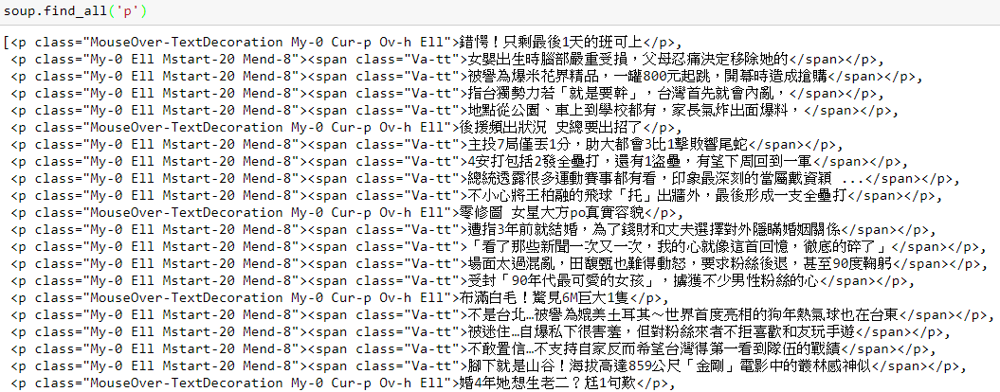 soup.find_all('p')
[<p class="MouseOver-TextDecoration My-0 Cur-p Ov-h Ell">錯愕！只剩最後1天的班可上</p>,
<p class="My-0 Ell Mstart-20 Mend-8"><span class="Va-tt">女嬰出生時腦部嚴重受損，父母忍痛決定移除她的</span></p>,
<p class="My-0 Ell Mstart-20 Mend-8"><span class="Va-tt">被譽為爆米花界精品，一罐800元起跳，開幕時造成搶購</span></p>,
<p class="My-0 Ell Mstart-20 Mend-8"><span class="Va-tt">指台獨勢力若「就是要幹」，台灣首先就會內亂，</span></p>,
<p class="My-0 Ell Mstart-20 Mend-8"><span class="Va-tt">地點從公園、車上到學校都有，家長氣炸出面爆料，</span></p>,
<p class="MouseOver-TextDecoration My-0 Cur-p Ov-h Ell">後援頻出狀況 史總要出招了</p>,
<p class="My-0 Ell Mstart-20 Mend-8"><span class="Va-tt">主投7局僅丟1分，助大都會3比1擊敗響尾蛇</span></p>,
<p class="My-0 Ell Mstart-20 Mend-8"><span class="Va-tt">4安打包括2發全壘打，還有1盜壘，有望下周回到一軍</span></p>,
<p class="My-0 Ell Mstart-20 Mend-8"><span class="Va-tt">總統透露很多運動賽事都有看，印象最深刻的當屬戴資穎 ...</span></p>,
<p class="My-0 Ell Mstart-20 Mend-8"><span class="Va-tt">不小心將王柏融的飛球「托」出牆外，最後形成一支全壘打</span></p>,
<p class="MouseOver-TextDecoration My-0 Cur-p Ov-h Ell">零修圖 女星大方po真實容貌</p>,
<p class="My-0 Ell Mstart-20 Mend-8"><span class="Va-tt">遭指3年前就結婚，為了錢財和丈夫選擇對外隱瞞婚姻關係</span></p>,
<p class="My-0 Ell Mstart-20 Mend-8"><span class="Va-tt">「看了那些新聞一次又一次，我的心就像這首回憶，徹底的碎了」</span></p>,
<p class="My-0 Ell Mstart-20 Mend-8"><span class="Va-tt">場面太過混亂，田馥甄也難得動怒，要求粉絲後退，甚至90度鞠躬</span></p>,
<p class="My-0 Ell Mstart-20 Mend-8"><span class="Va-tt">受封「90年代最可愛的女孩」，擄獲不少男性粉絲的心</span></p>,
<p class="MouseOver-TextDecoration My-0 Cur-p Ov-h Ell">布滿白毛！驚見6M巨大1隻</p>,
<p class="My-0 Ell Mstart-20 Mend-8"><span class="Va-tt">不是台北…被譽為媲美土耳其～世界首度亮相的狗年熱氣球也在台東</span></p>,
<p class="My-0 Ell Mstart-20 Mend-8"><span class="Va-tt">被迷住…自爆私下很害羞，但對粉絲來者不拒喜歡和友玩手遊</span></p>,
<p class="My-0 Ell Mstart-20 Mend-8"><span class="Va-tt">不敢置信…不支持自家反而希望台灣得第一看到隊伍的戰績</span></p>,
<p class="My-0 Ell Mstart-20 Mend-8"><span class="Va-tt">腳下就是山谷！海拔高達859公尺「金剛」電影中的叢林感神似</span></p>,
<p class="MouseOver-TextDecoration My-0 Cur-p Ov-h Ell">婚4年她想生老二？尪1句歎</p>,